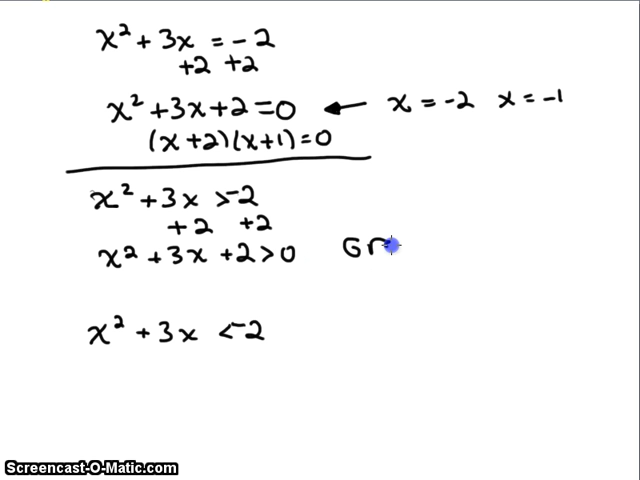 x² + 3x = -2
+2 +2
x² + 3x + 2 = 0 ← x = -2 x = -1
(x + 2)(x + 1) = 0
x² + 3x > -2
+2 +2
x² + 3x + 2 > 0 Gr
x² + 3x < -2
Screencast-O-Matic.com